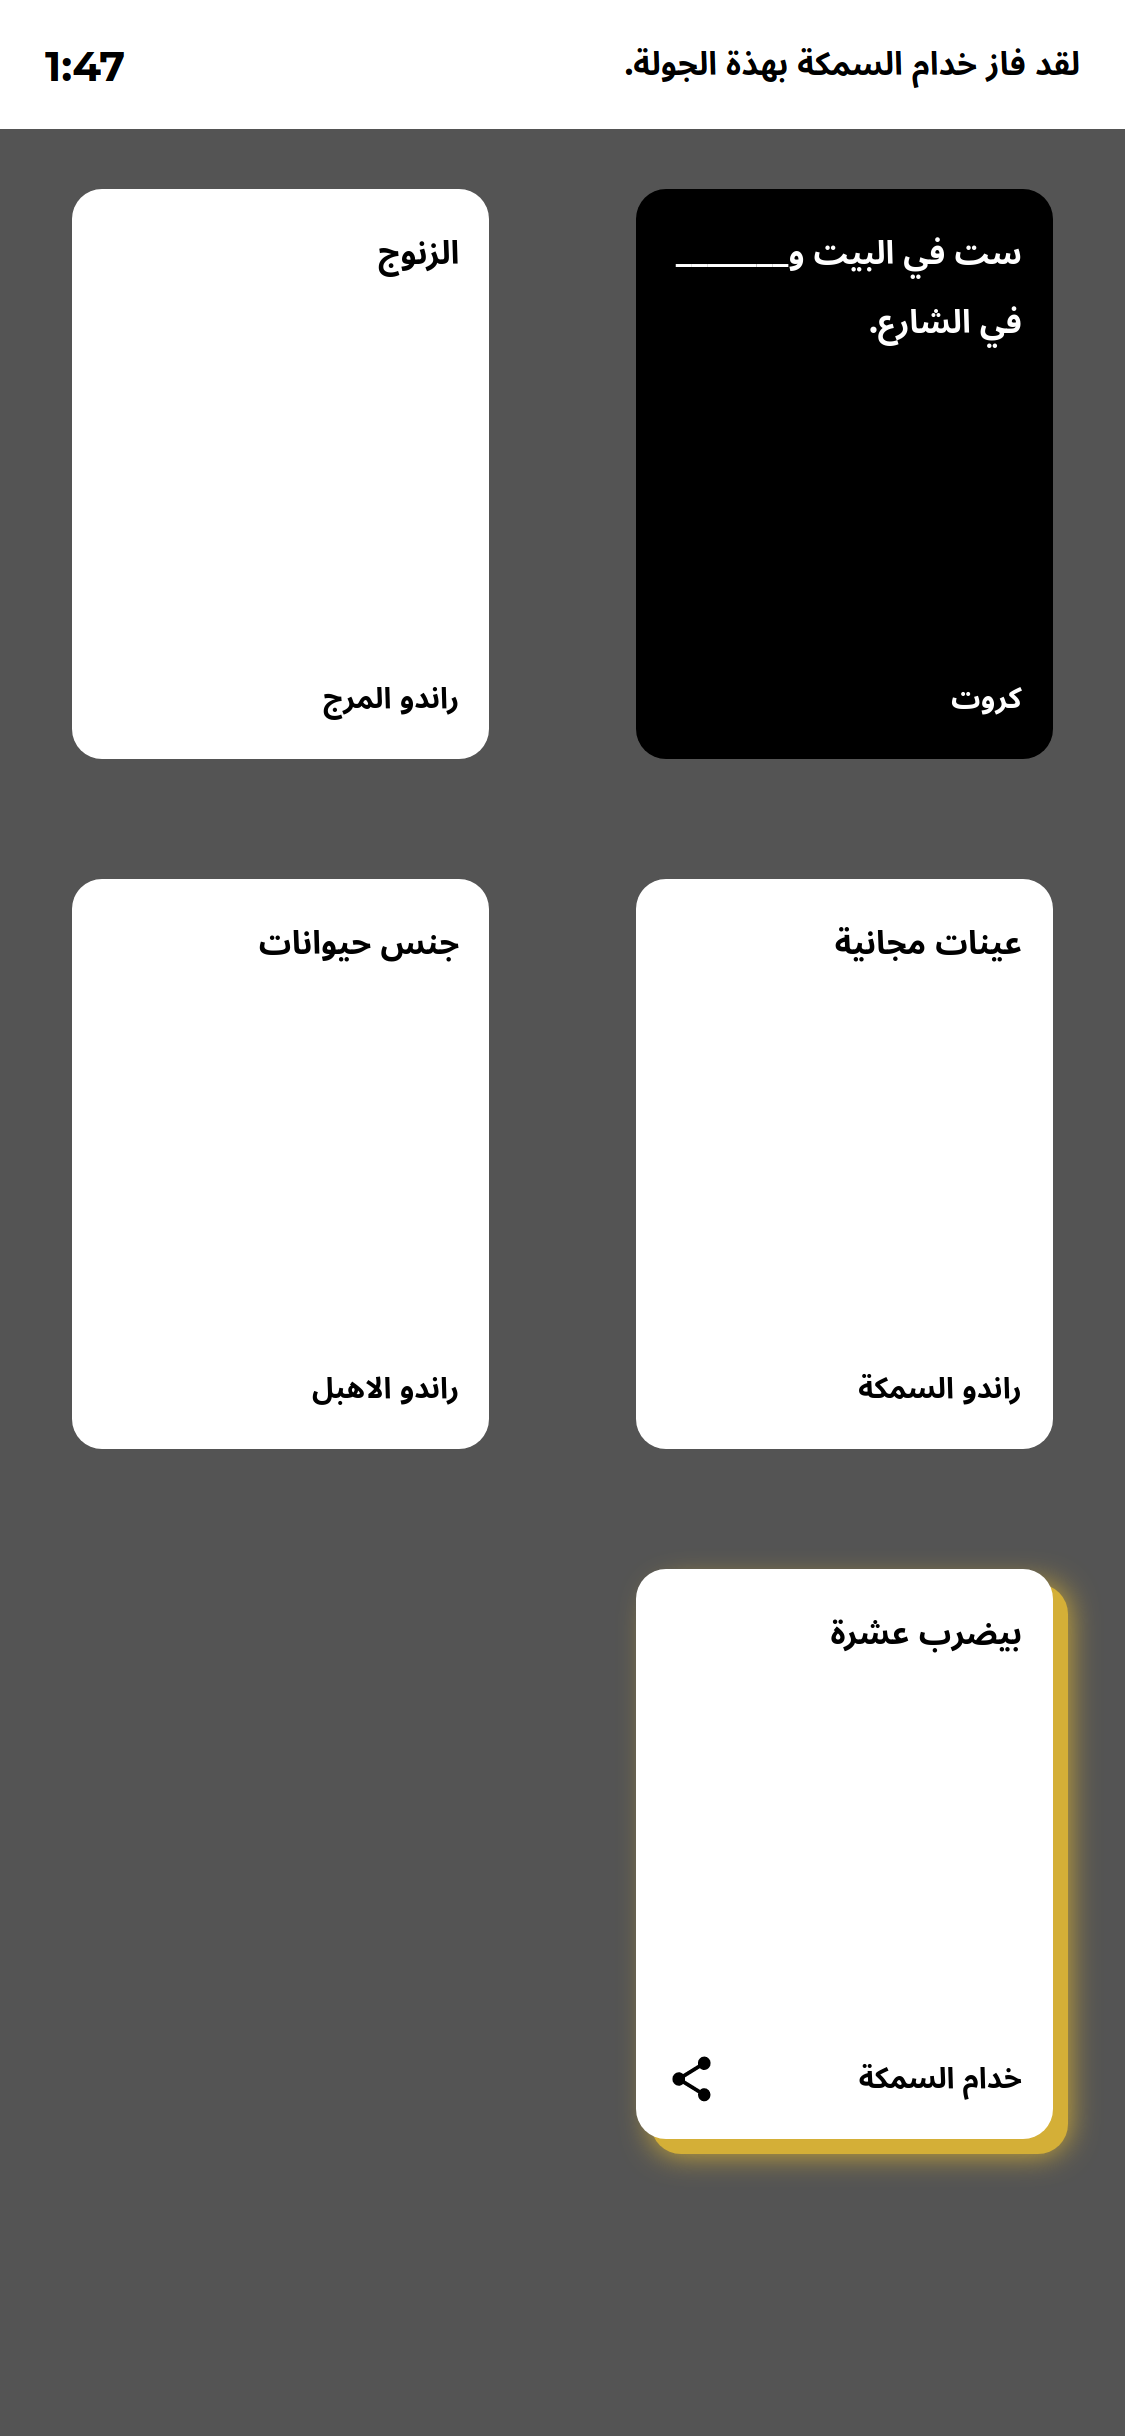 لقد فاز خدام السمكة بهذة الجولة.
1:47
ست في البيت و_______
في الشارع.
كروت
الزنوج
راندو المرج
عينات مجانية
راندو السمكة
جنس حيوانات
راندو الاهبل
بيضرب عشرة
خدام السمكة